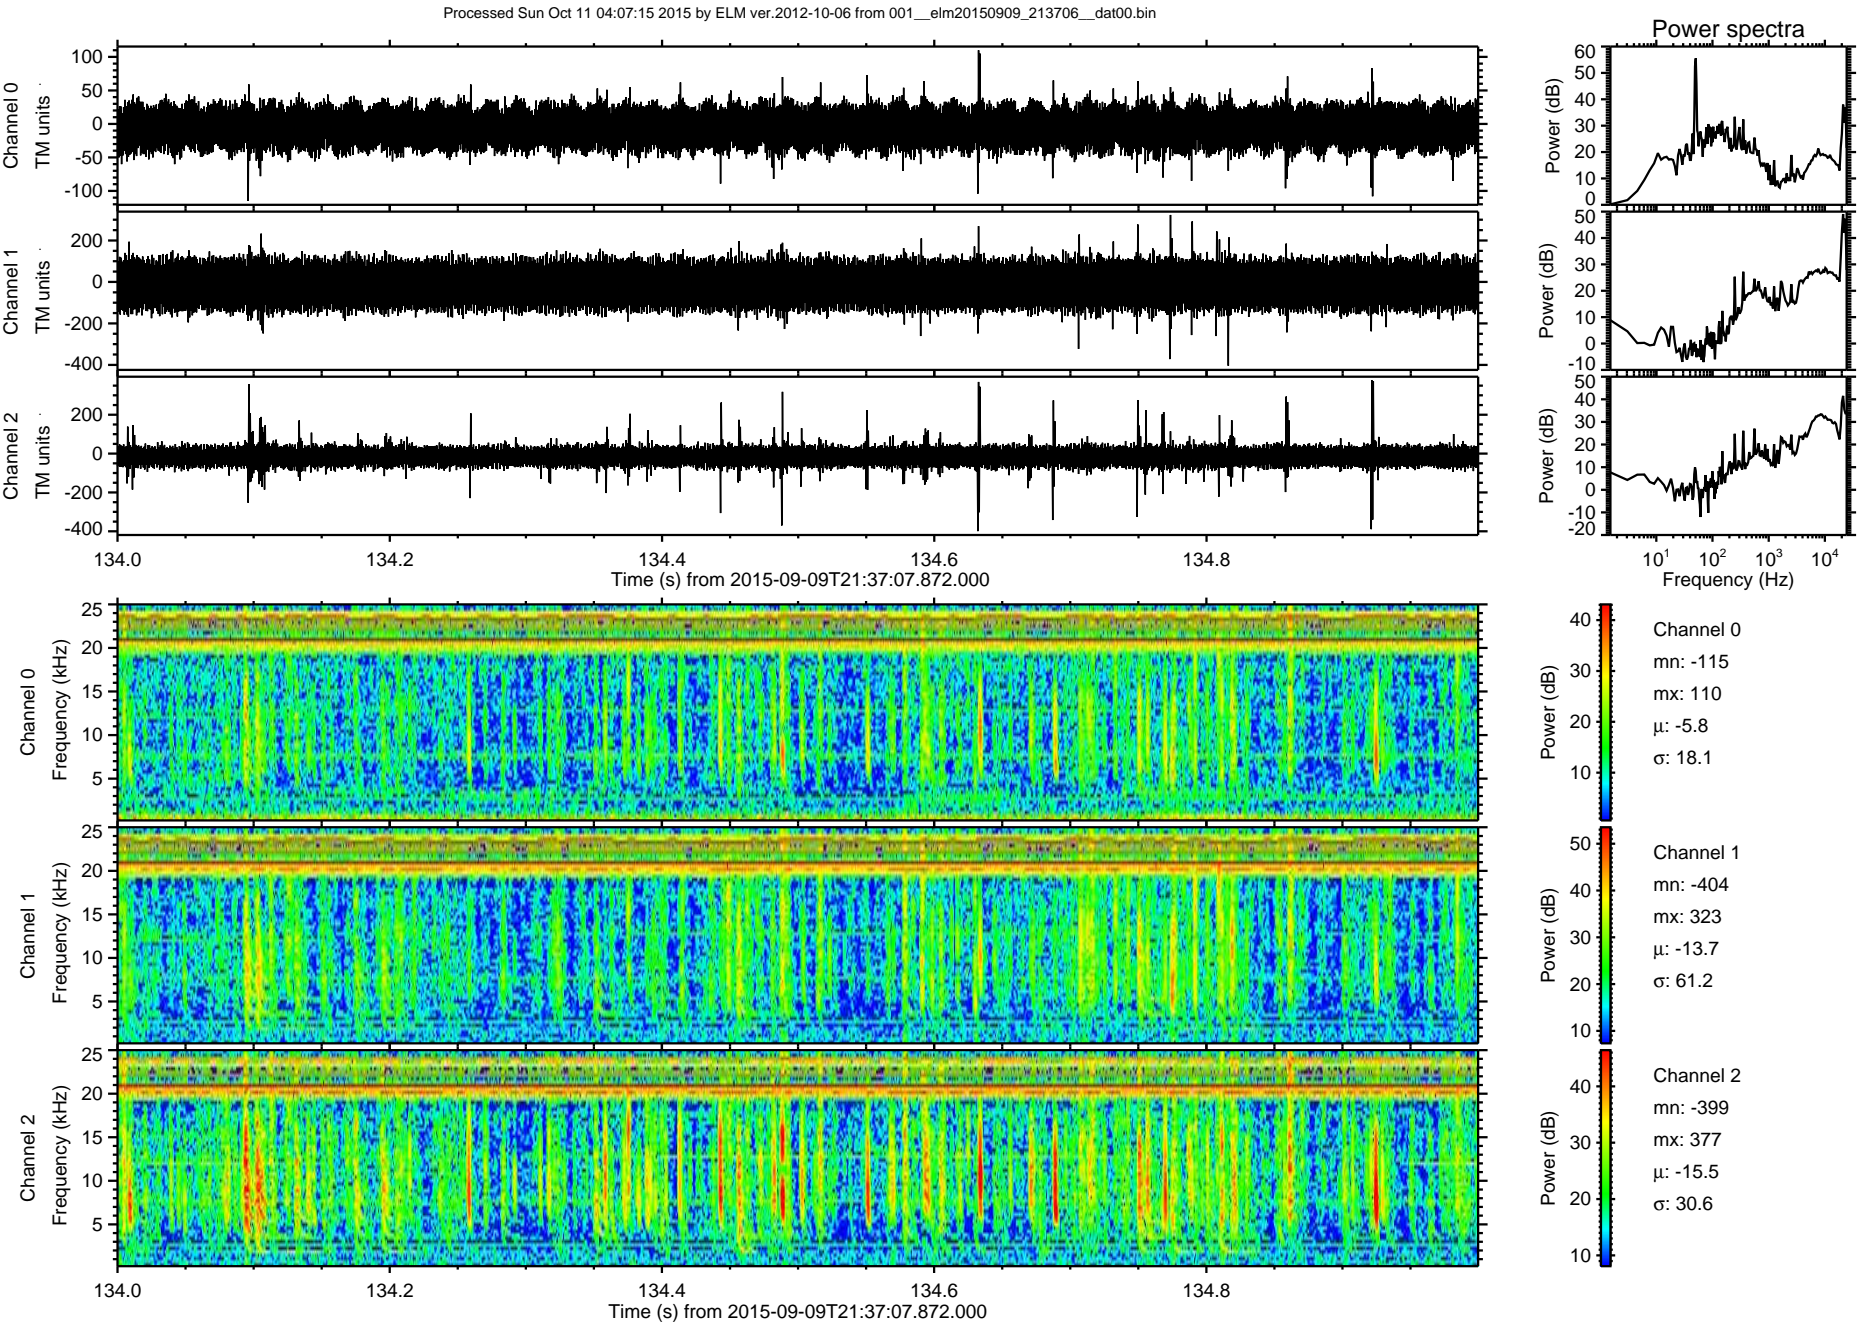 Processed Sun Oct 11 04:07:15 2015 by ELM ver.2012-10-06 from 001__elm20150909_213706__dat00.bin
Power spectra
Channel 0
TM units
100
50
0
-50
-100
Power (dB)
60
50
40
30
20
10
0
Channel 1
TM units
200
0
-200
-400
Power (dB)
50
40
30
20
10
0
-10
Channel 2
TM units
200
0
-200
-400
Power (dB)
50
40
30
20
10
0
-10
-20
134.0 134.2 134.4 134.6 134.8
Time (s) from 2015-09-09T21:37:07.872.000
10¹ 10² 10³ 10⁴
Frequency (Hz)
Channel 0
Frequency (kHz)
25
20
15
10
5
Power (dB)
40
30
20
10
Channel 0
mn: -115
mx: 110
μ: -5.8
σ: 18.1
Channel 1
Frequency (kHz)
25
20
15
10
5
Power (dB)
50
40
30
20
10
Channel 1
mn: -404
mx: 323
μ: -13.7
σ: 61.2
Channel 2
Frequency (kHz)
25
20
15
10
5
Power (dB)
40
30
20
10
Channel 2
mn: -399
mx: 377
μ: -15.5
σ: 30.6
134.0 134.2 134.4 134.6 134.8
Time (s) from 2015-09-09T21:37:07.872.000